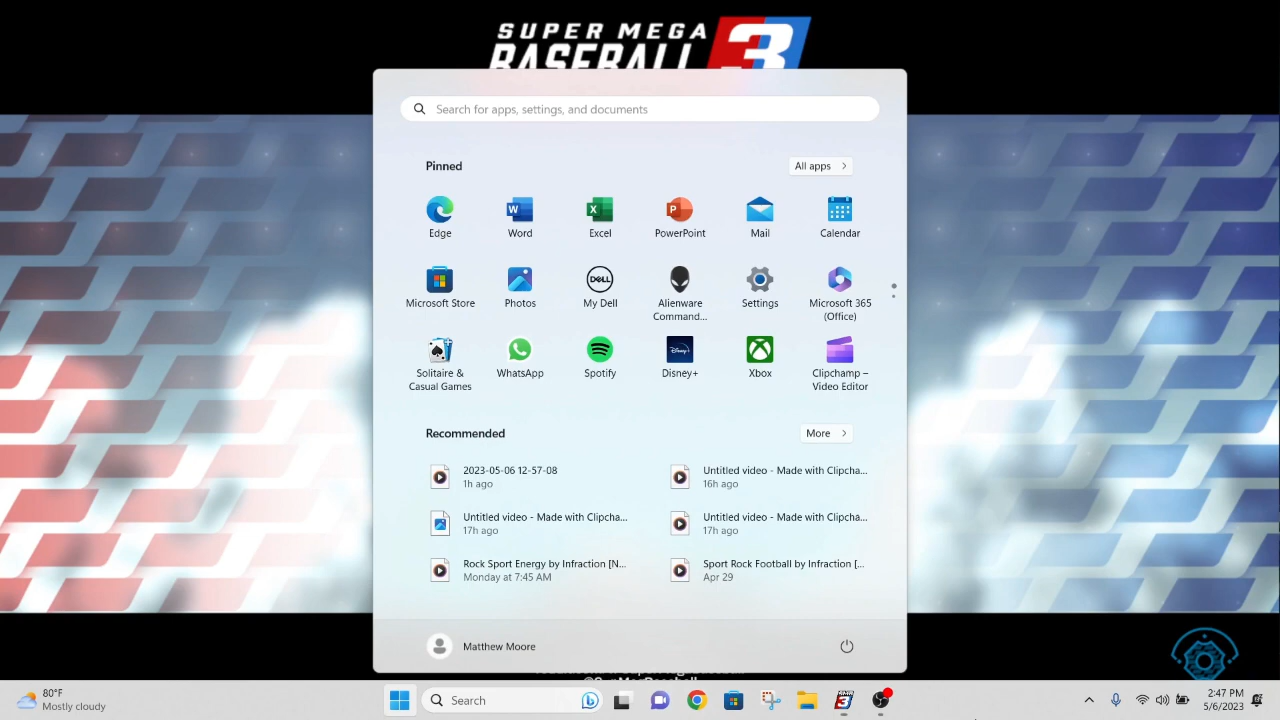 SUPER MEGA
BASEBALL 3
Search for apps, settings, and documents
Pinned
All apps
Edge
Word
Excel
PowerPoint
Mail
Calendar
Microsoft Store
Photos
DELL
My Dell
Alienware
Command...
Settings
Microsoft 365
(Office)
Solitaire &
Casual Games
WhatsApp
Spotify
Disney+
Disney+
Xbox
Clipchamp –
Video Editor
Recommended
More
2023-05-06 12-57-08
1h ago
Untitled video - Made with Clipcha...
16h ago
Untitled video - Made with Clipcha...
17h ago
Untitled video - Made with Clipcha...
17h ago
Rock Sport Energy by Infraction [N...
Monday at 7:45 AM
Sport Rock Football by Infraction [...
Apr 29
Matthew Moore
80°F
Mostly cloudy
Search
2:47 PM
5/6/2023